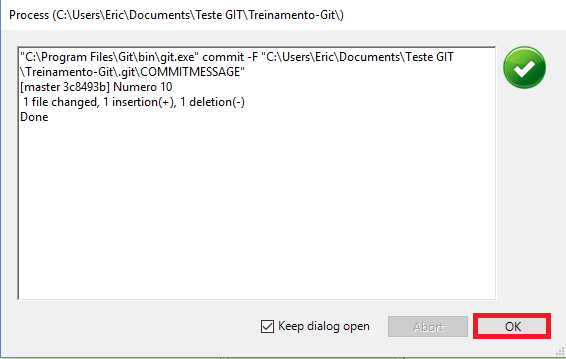 Process (C:\Users\Eric\Documents\Teste GIT\Treinamento-Git\)
"C:\Program Files\Git\bin\git.exe" commit -F "C:\Users\Eric\Documents\Teste GIT
\Treinamento-Git\.git\COMMITMESSAGE"
[master 3c8493b] Numero 10
1 file changed, 1 insertion(+), 1 deletion(-)
Done
Keep dialog open
Abort
OK